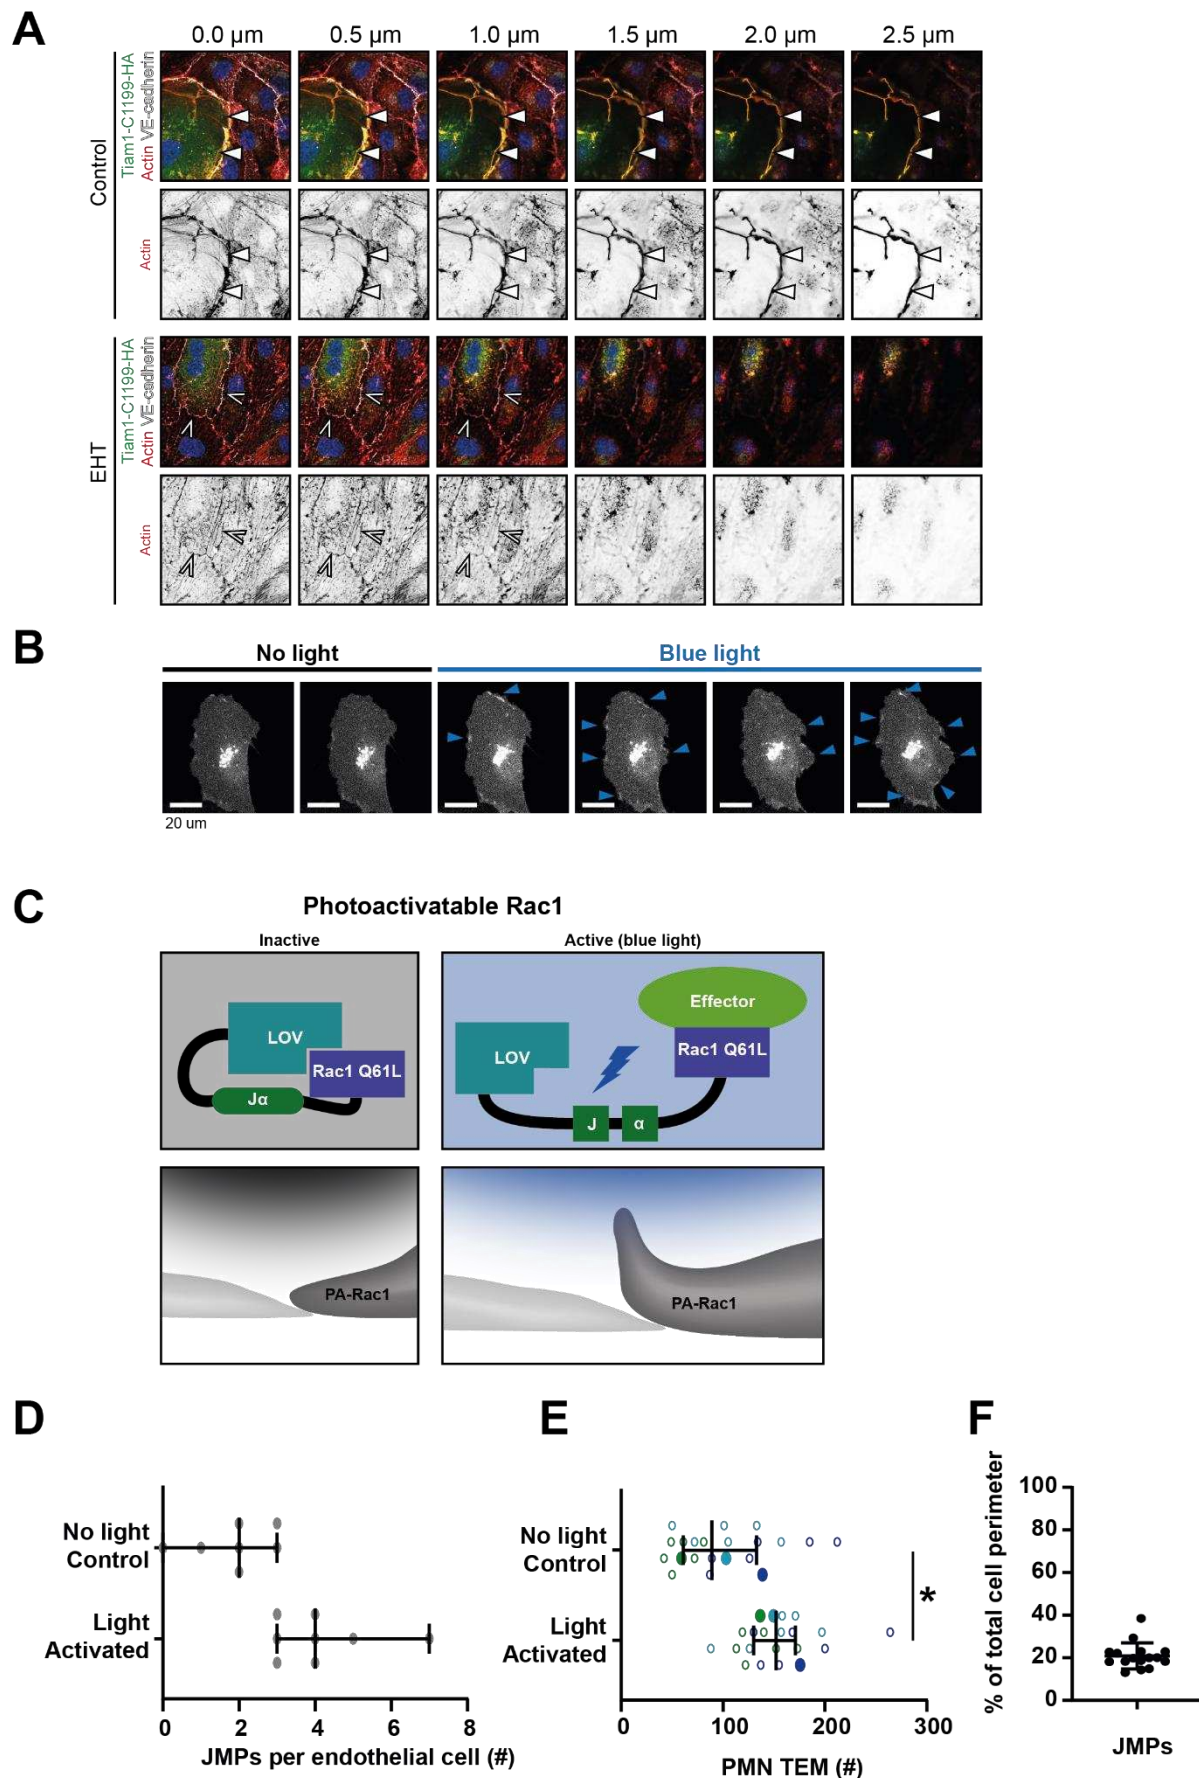 A
0.0 µm 0.5 µm 1.0 µm 1.5 µm 2.0 µm 2.5 µm
Control
Tiam1-C1199-HA
Actin VE-cadherin
Actin
EHT
Tiam1-C1199-HA
Actin VE-cadherin
Actin
B
No light Blue light
20 um
C
Photoactivatable Rac1
Inactive Active (blue light)
LOV
Rac1 Q61L
Jα
Effector
LOV
Rac1 Q61L
J α
PA-Rac1
PA-Rac1
D
No light
Control
Light
Activated
0 2 4 6 8
JMPs per endothelial cell (#)
E
No light
Control
Light
Activated
*
0 100 200 300
PMN TEM (#)
F
% of total cell perimeter
100
80
60
40
20
0
JMPs